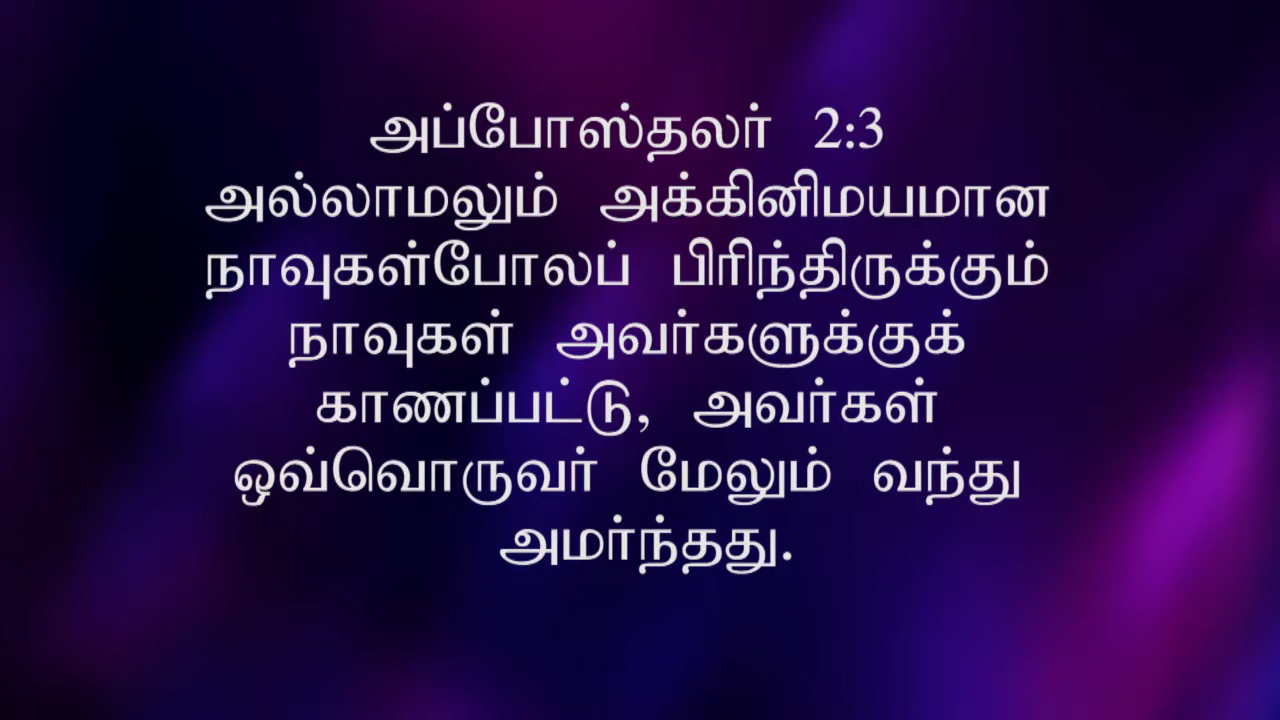 அப்போஸ்தலர் 2:3
அல்லாமலும் அக்கினிமயமான
நாவுகள்போலப் பிரிந்திருக்கும்
நாவுகள் அவர்களுக்குக்
காணப்பட்டு, அவர்கள்
ஒவ்வொருவர் மேலும் வந்து
அமர்ந்தது.